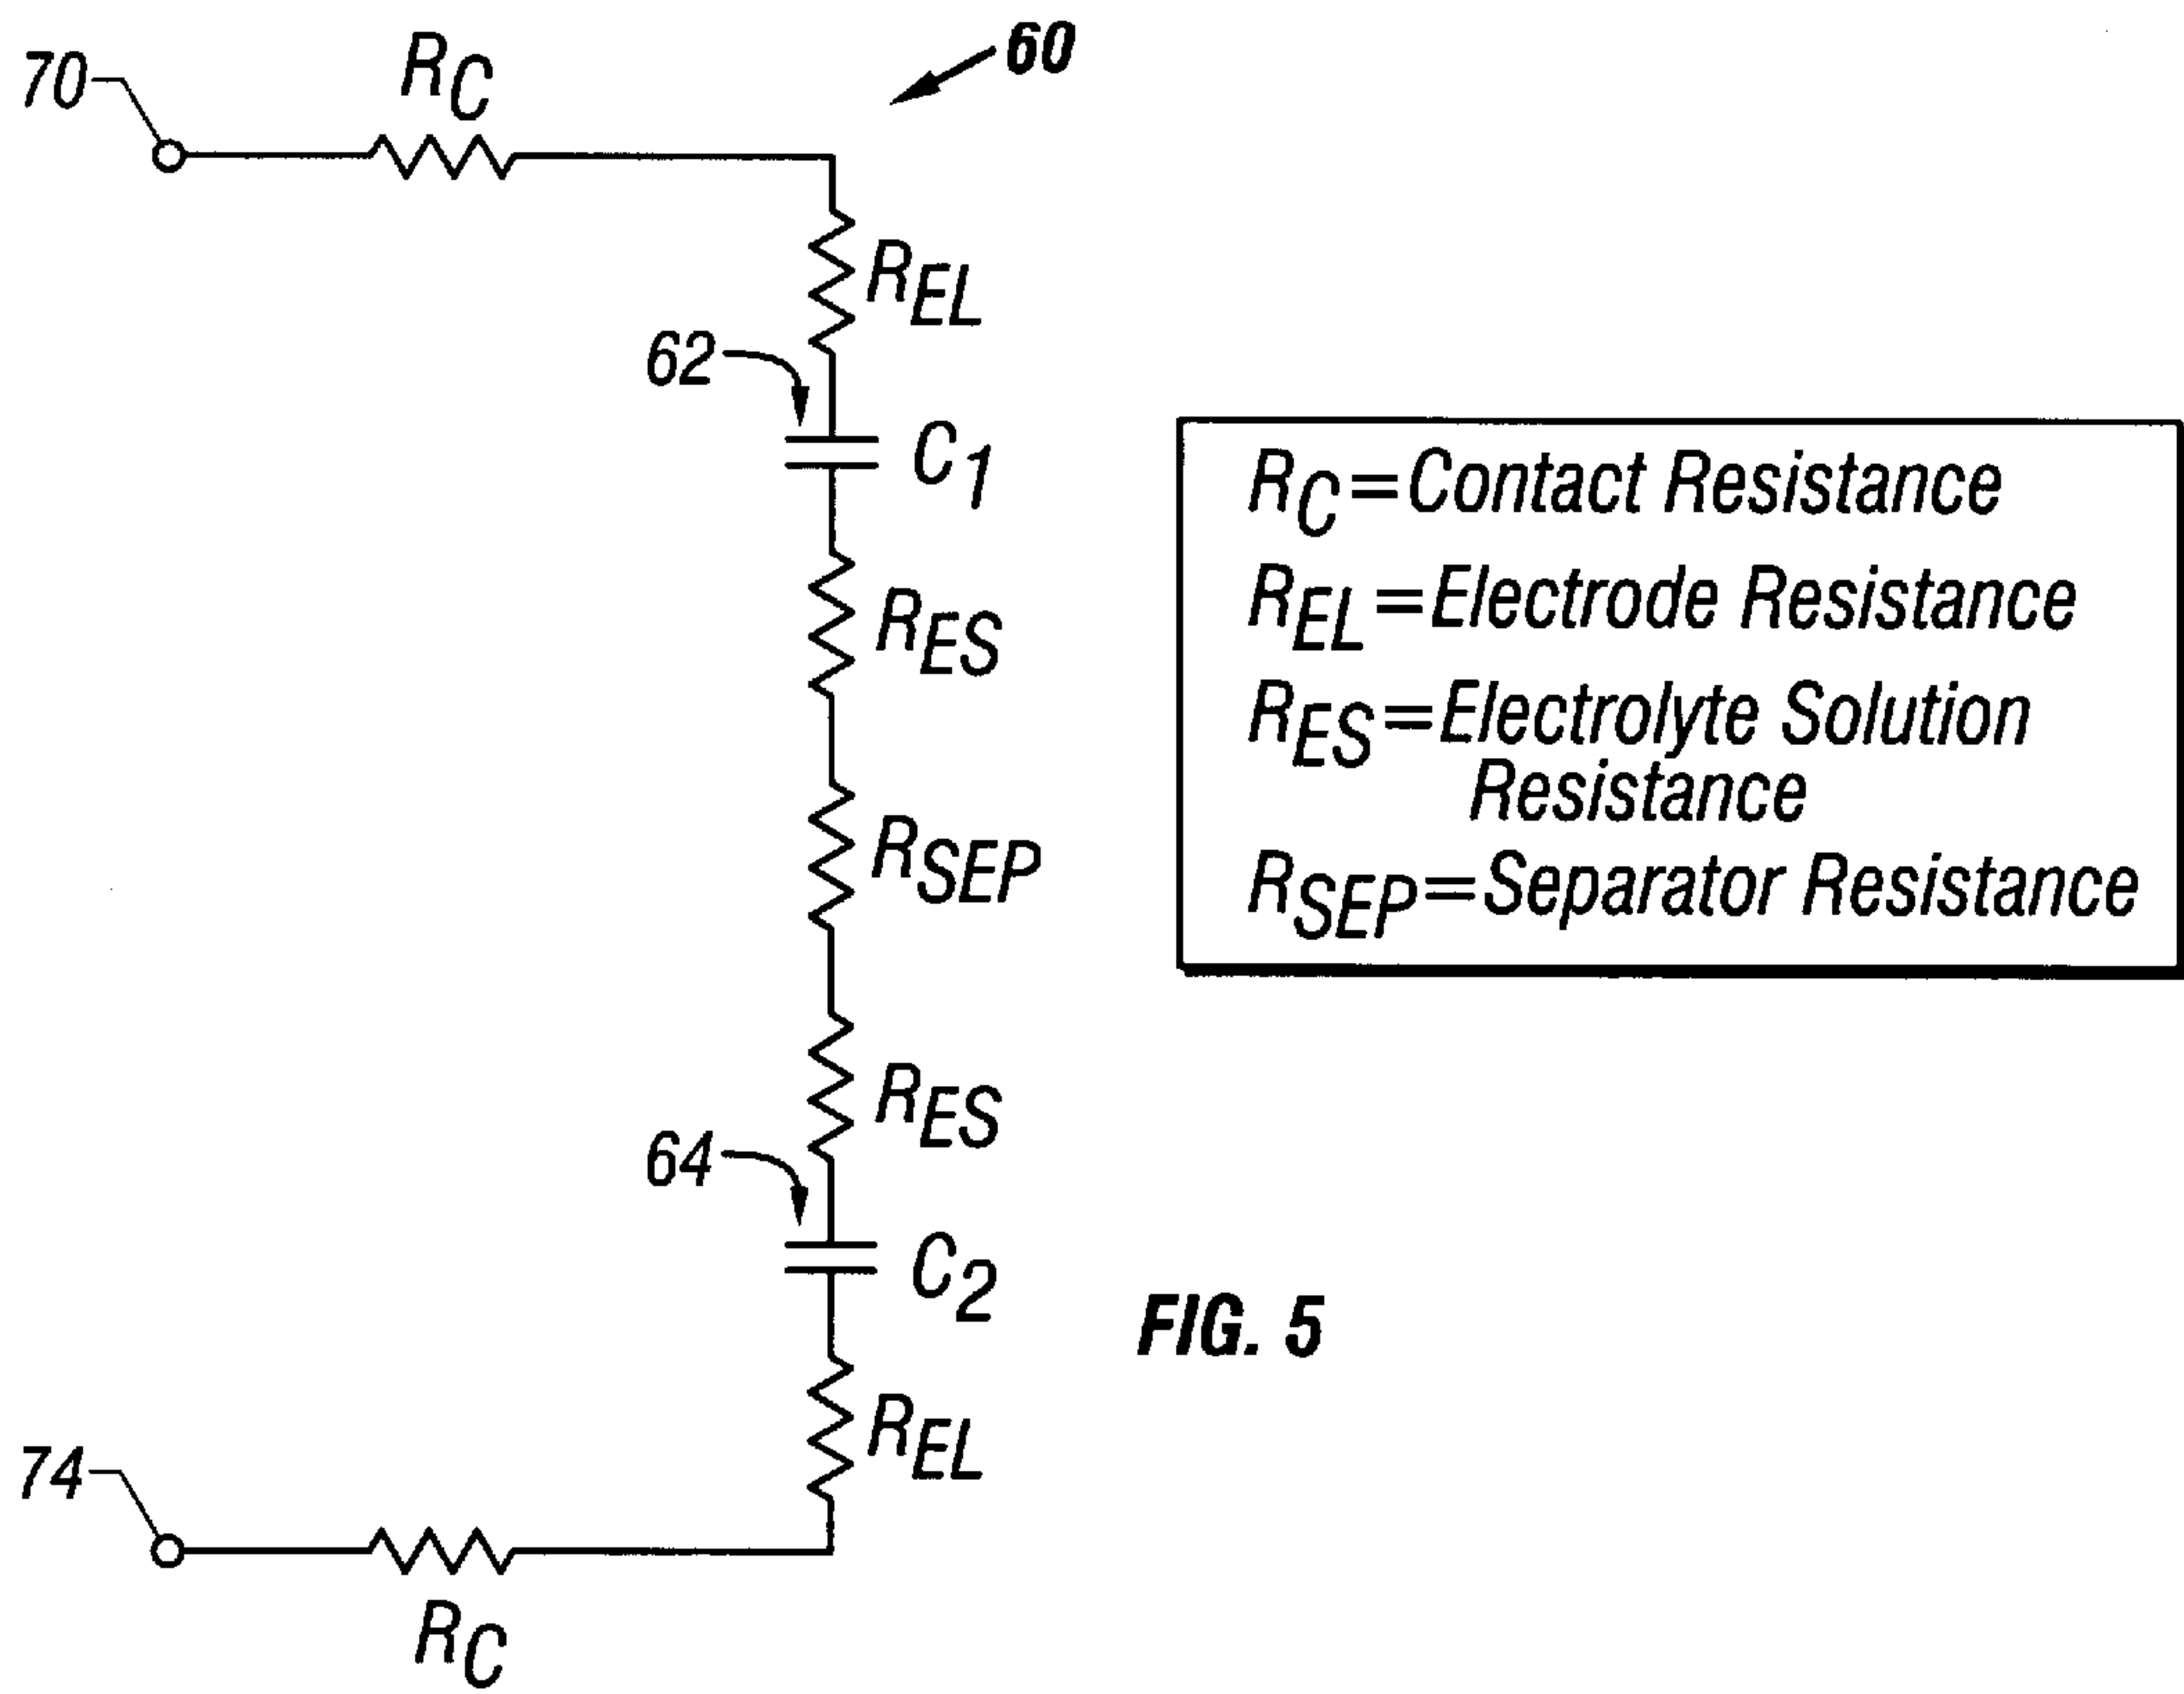 70
RC
60
REL
62
C1
RES
RSEP
RES
64
C2
REL
74
RC
RC=Contact Resistance
REL=Electrode Resistance
RES=Electrolyte Solution
Resistance
RSEP=Separator Resistance
FIG. 5